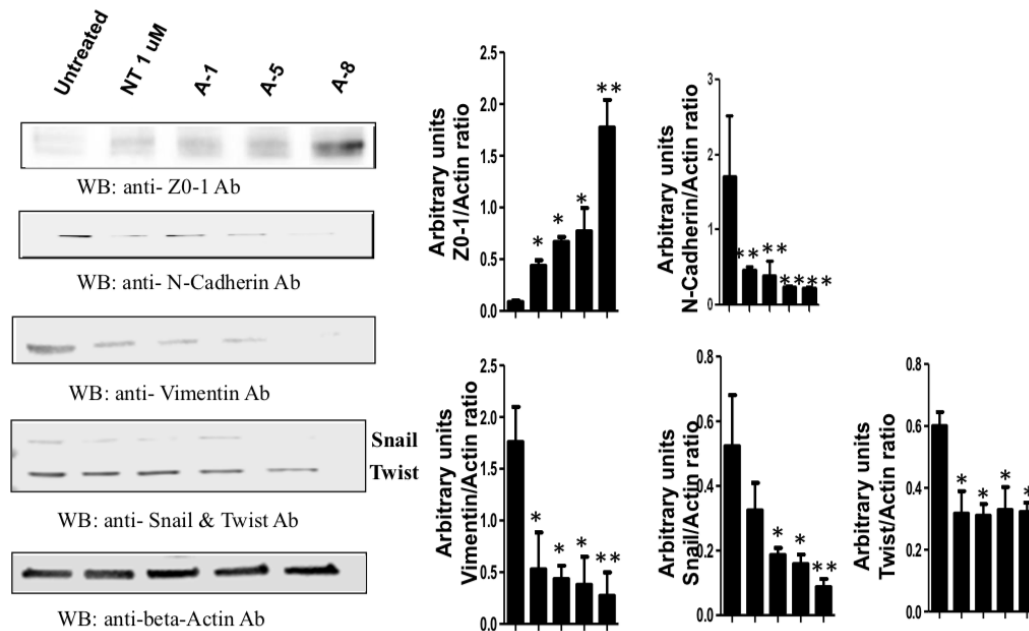 Untreated
NT 1 uM
A-1
A-5
A-8
WB: anti- Z0-1 Ab
WB: anti- N-Cadherin Ab
WB: anti- Vimentin Ab
Snail
Twist
WB: anti- Snail & Twist Ab
WB: anti-beta-Actin Ab
Arbitrary units
Z0-1/Actin ratio
2.5
2.0
1.5
1.0
0.5
0.0
*
*
*
**
Arbitrary units
N-Cadherin/Actin ratio
3
2
1
0
**
**
**
**
Arbitrary units
Vimentin/Actin ratio
2.5
2.0
1.5
1.0
0.5
0.0
*
*
*
**
Arbitrary units
Snail/Actin ratio
0.8
0.6
0.4
0.2
0.0
*
*
**
Arbitrary units
Twist/Actin ratio
0.8
0.6
0.4
0.2
0.0
*
*
*
*